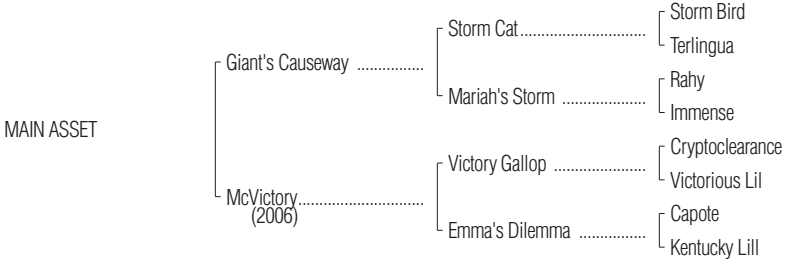 Storm Bird
Storm Cat..............................
Terlingua
Giant's Causeway ................
Rahy
Mariah's Storm ....................
Immense
MAIN ASSET
Cryptoclearance
Victory Gallop ......................
Victorious Lil
McVictory..............................
(2006)
Capote
Emma's Dilemma ................
Kentucky Lill